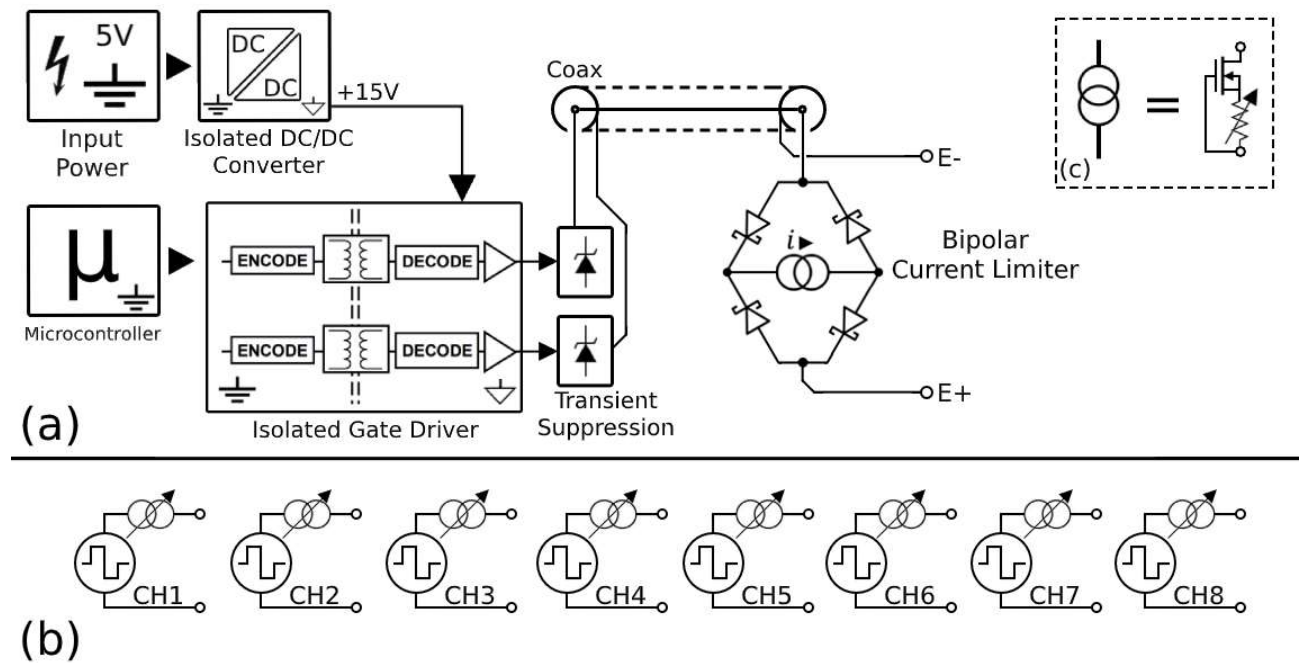 5V
Input
Power
DC
DC
Isolated DC/DC
Converter
+15V
Coax
E-
(c)
=
μ
Microcontroller
ENCODE
DECODE
ENCODE
DECODE
Isolated Gate Driver
Transient
Suppression
i
Bipolar
Current Limiter
E+
(a)
CH1
CH2
CH3
CH4
CH5
CH6
CH7
CH8
(b)